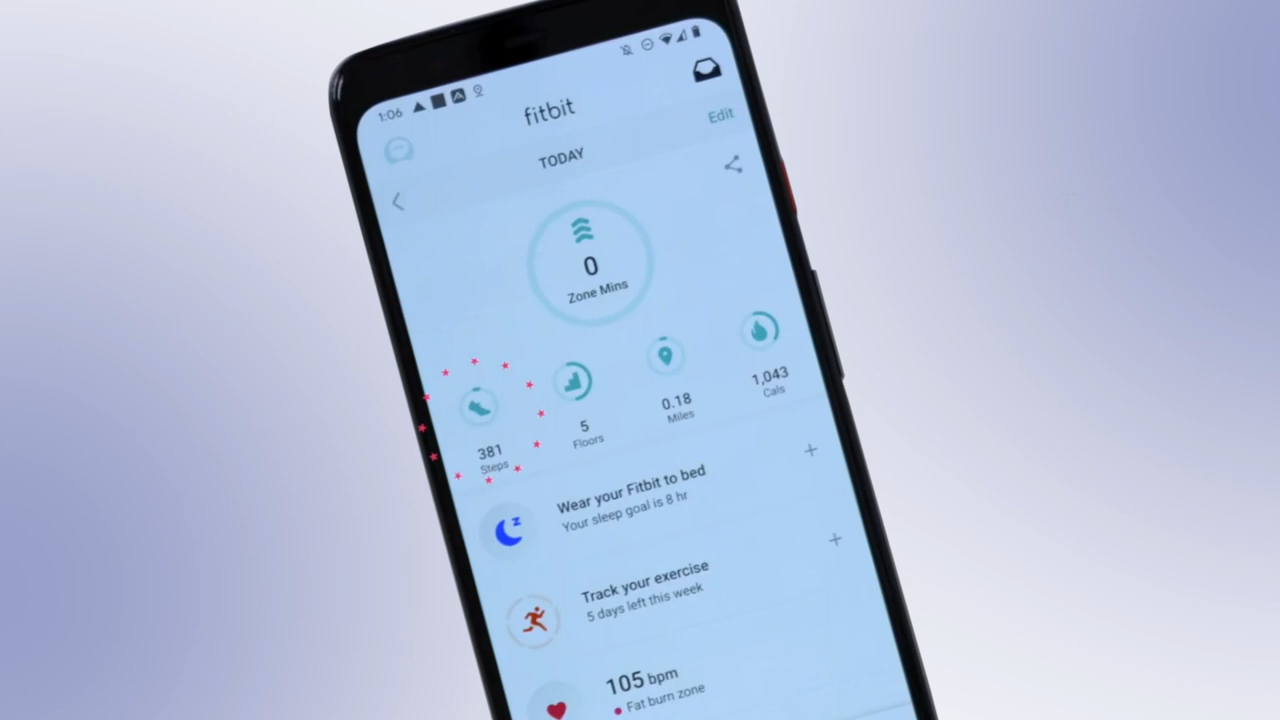 1:06
fitbit
Edit
TODAY
0
Zone Mins
381
Steps
5
Floors
0.18
Miles
1,043
Cals
Wear your Fitbit to bed
Your sleep goal is 8 hr
Track your exercise
5 days left this week
105 bpm
Fat burn zone